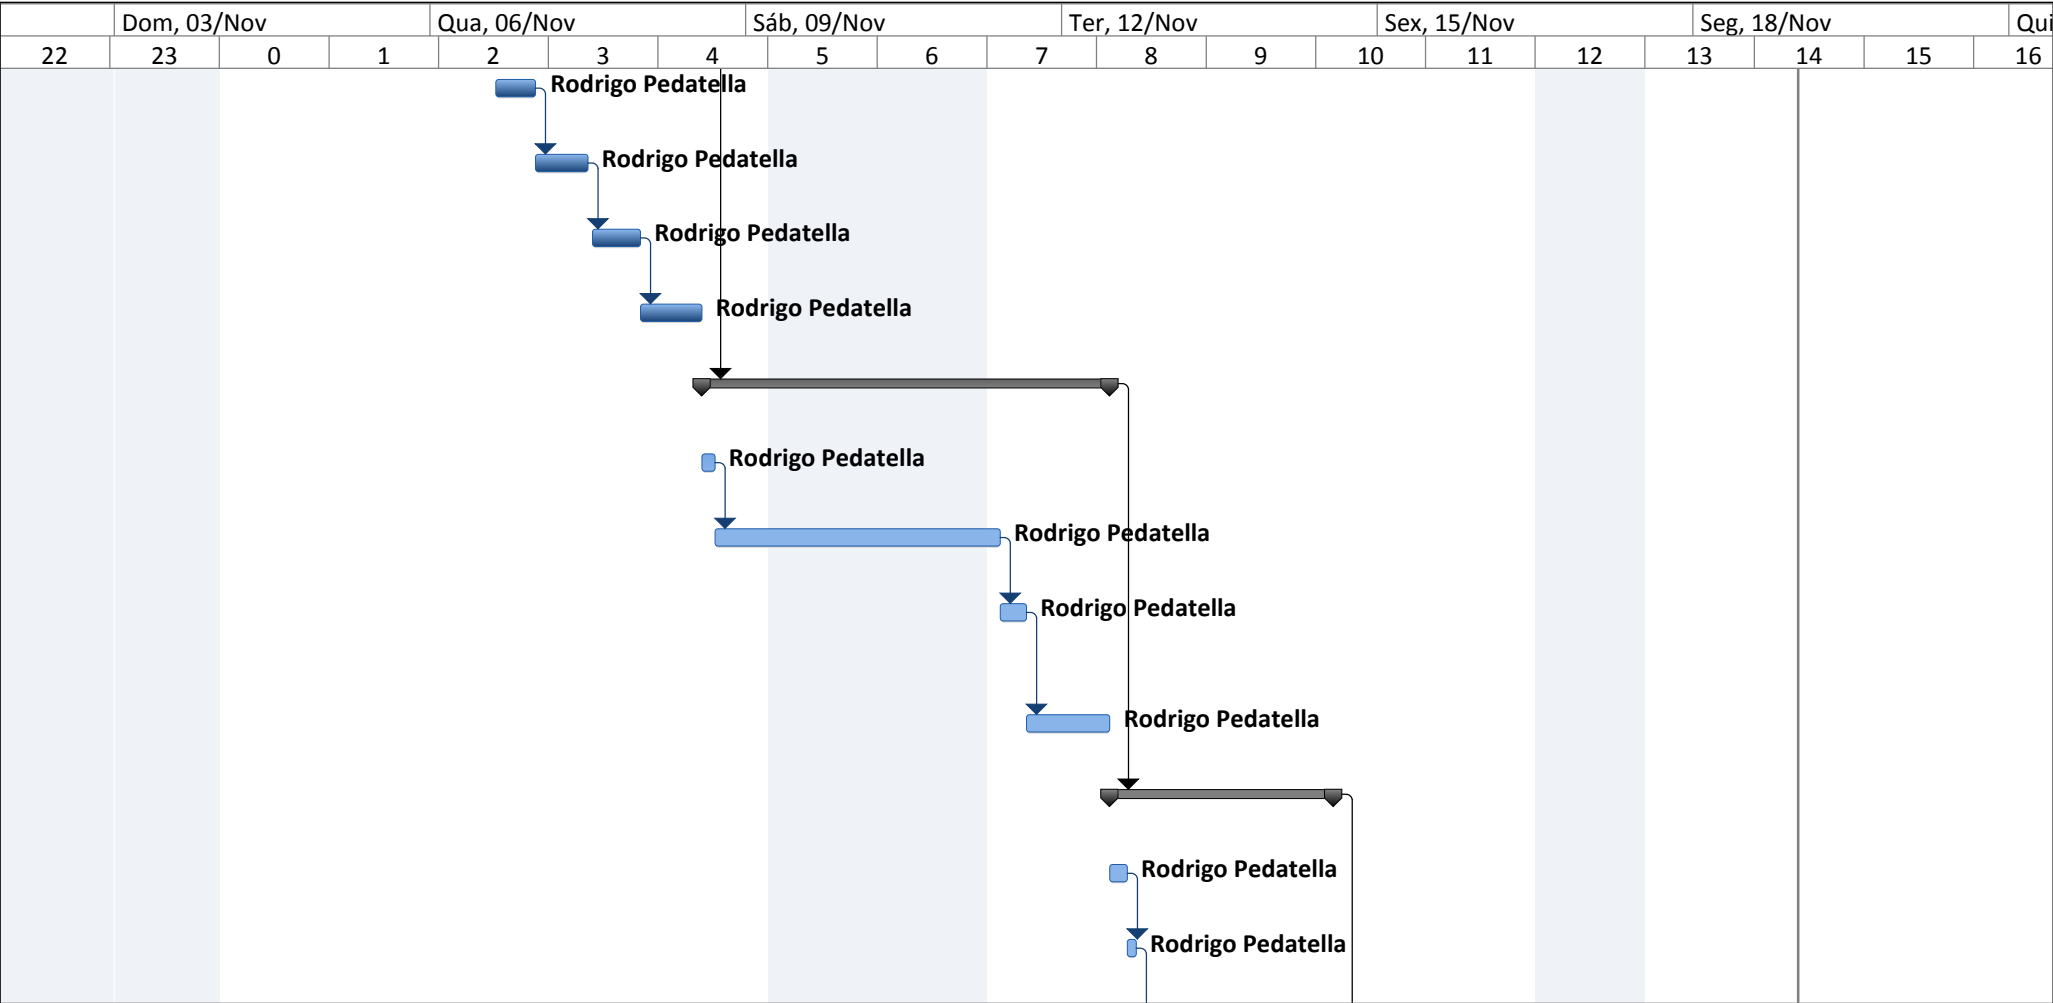 Dom, 03/Nov Qua, 06/Nov Sáb, 09/Nov Ter, 12/Nov Sex, 15/Nov Seg, 18/Nov Qui
22 23 0 1 2 3 4 5 6 7 8 9 10 11 12 13 14 15 16
Rodrigo Pedatella
Rodrigo Pedatella
Rodrigo Pedatella
Rodrigo Pedatella
Rodrigo Pedatella
Rodrigo Pedatella
Rodrigo Pedatella
Rodrigo Pedatella
Rodrigo Pedatella
Rodrigo Pedatella